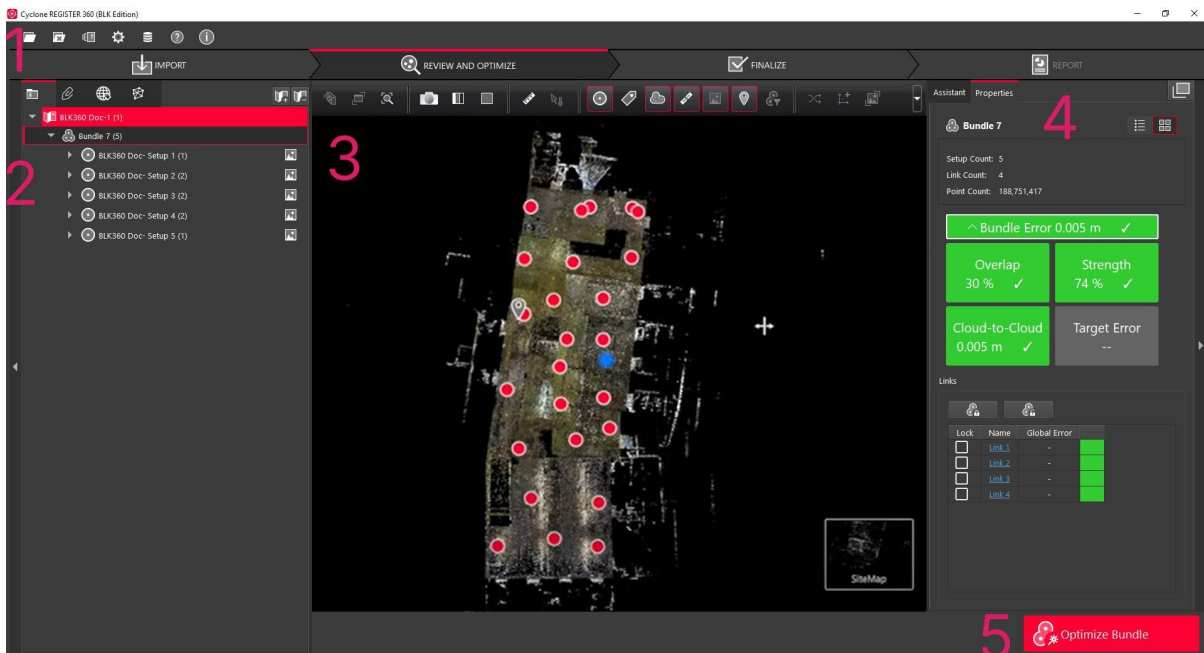 Cyclone REGISTER 360 (BLK Edition)
1
IMPORT
REVIEW AND OPTIMIZE
FINALIZE
REPORT
2
BLK360 Doc-1 (1)
Bundle 7 (5)
BLK360 Doc- Setup 1 (1)
BLK360 Doc- Setup 2 (2)
BLK360 Doc- Setup 3 (2)
BLK360 Doc- Setup 4 (2)
BLK360 Doc- Setup 5 (1)
3
SiteMap
Assistant Properties
4
Bundle 7
Setup Count: 5
Link Count: 4
Point Count: 188,751,417
Bundle Error 0.005 m
Overlap
30 %
Strength
74 %
Cloud-to-Cloud
0.005 m
Target Error
--
Links
Lock Name Global Error
Link 1 -
Link 2 -
Link 3 -
Link 4 -
5
Optimize Bundle